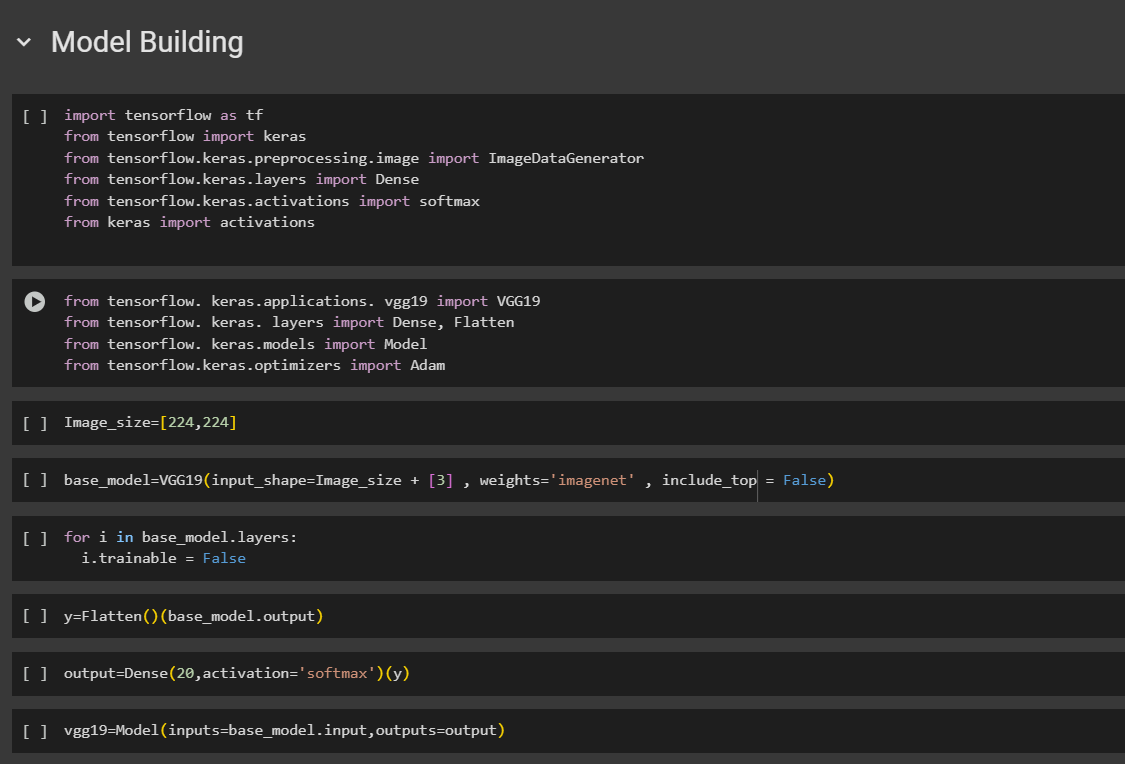 Model Building
[ ] import tensorflow as tf
from tensorflow import keras
from tensorflow.keras.preprocessing.image import ImageDataGenerator
from tensorflow.keras.layers import Dense
from tensorflow.keras.activations import softmax
from keras import activations
from tensorflow. keras.applications. vgg19 import VGG19
from tensorflow. keras. layers import Dense, Flatten
from tensorflow. keras.models import Model
from tensorflow.keras.optimizers import Adam
[ ] Image_size=[224,224]
[ ] base_model=VGG19(input_shape=Image_size + [3] , weights='imagenet' , include_top = False)
[ ] for i in base_model.layers:
i.trainable = False
[ ] y=Flatten()(base_model.output)
[ ] output=Dense(20,activation='softmax')(y)
[ ] vgg19=Model(inputs=base_model.input,outputs=output)